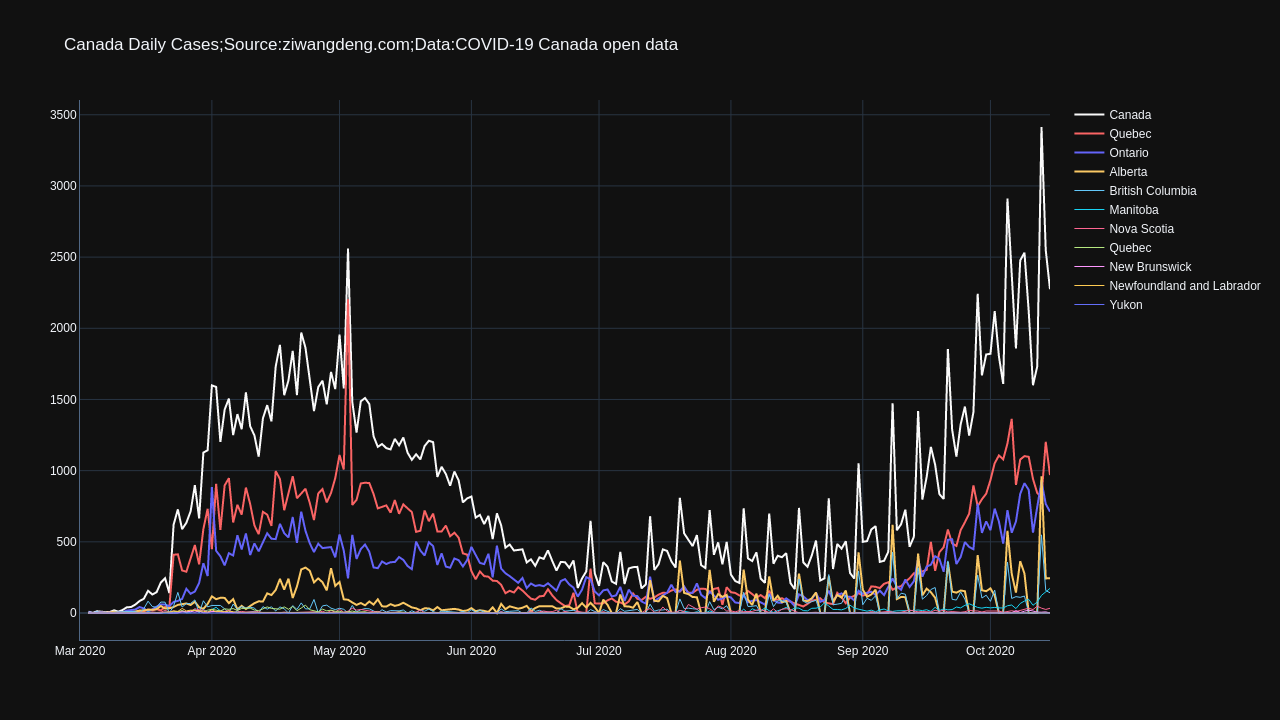 Canada Daily Cases;Source:ziwangdeng.com;Data:COVID-19 Canada open data
3500
3000
2500
2000
1500
1000
500
0
Mar 2020
Apr 2020
May 2020
Jun 2020
Jul 2020
Aug 2020
Sep 2020
Oct 2020
Canada
Quebec
Ontario
Alberta
British Columbia
Manitoba
Nova Scotia
Quebec
New Brunswick
Newfoundland and Labrador
Yukon